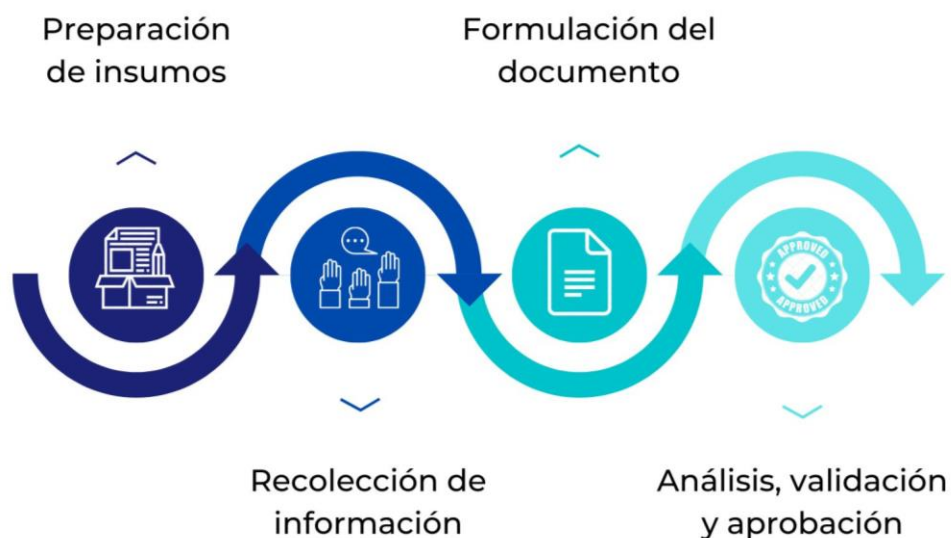 Preparación
de insumos
Formulación del
documento
APPROVED
APPROVED
Recolección de
información
Análisis, validación
y aprobación